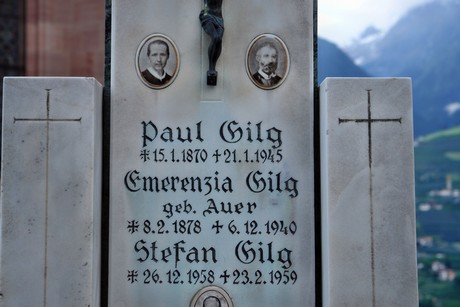 Paul Gilg
* 15.1.1870 + 21.1.1945
Emerenzia Gilg
geb. Auer
* 8.2.1878 + 6.12.1940
Stefan Gilg
* 26.12.1958 + 23.2.1959